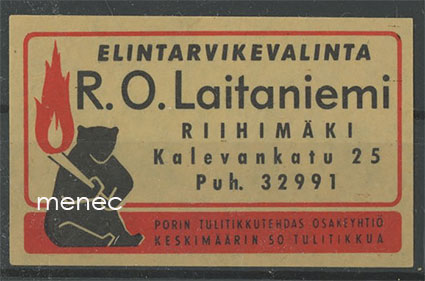 ELINTARVIKEVALINTA
R. O. Laitaniemi
RIIHIMÄKI
Kalevankatu 25
Puh. 32991
menec
PORIN TULITIKKUTEHDAS OSAKEYHTIÖ
KESKIMÄÄRIN 50 TULITIKKUA